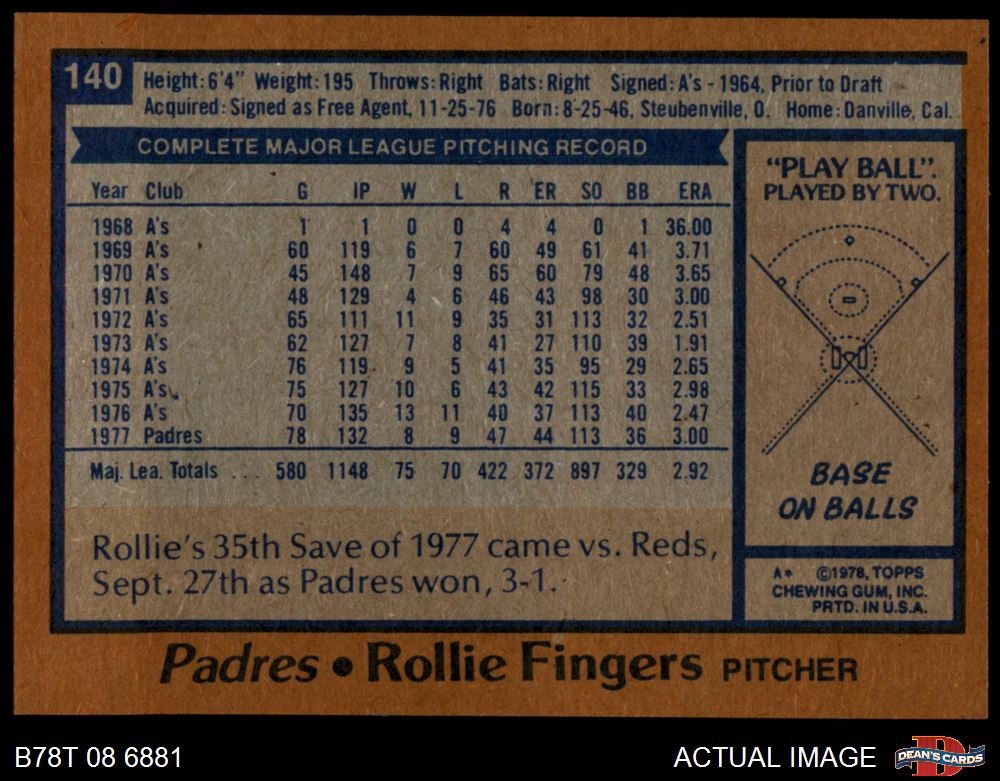 140
Height: 6'4" Weight: 195 Throws: Right Bats: Right Signed: A's - 1964, Prior to Draft
Acquired: Signed as Free Agent, 11-25-76 Born: 8-25-46, Steubenville, O. Home: Danville, Cal.
COMPLETE MAJOR LEAGUE PITCHING RECORD
Year Club G IP W L R ER SO BB ERA
1968 A's 1 1 0 0 4 4 0 1 36.00
1969 A's 60 119 6 7 60 49 61 41 3.71
1970 A's 45 148 7 9 65 60 79 48 3.65
1971 A's 48 129 4 6 46 43 98 30 3.00
1972 A's 65 111 11 9 35 31 113 32 2.51
1973 A's 62 127 7 8 41 27 110 39 1.91
1974 A's 76 119 9 5 41 35 95 29 2.65
1975 A's 75 127 10 6 43 42 115 33 2.98
1976 A's 70 135 13 11 40 37 113 40 2.47
1977 Padres 78 132 8 9 47 44 113 36 3.00
Maj. Lea. Totals ... 580 1148 75 70 422 372 897 329 2.92
Rollie's 35th Save of 1977 came vs. Reds,
Sept. 27th as Padres won, 3-1.
"PLAY BALL".
PLAYED BY TWO.
BASE
ON BALLS
A* ©1978, TOPPS
CHEWING GUM, INC.
PRTD. IN U.S.A.
Padres • Rollie Fingers PITCHER
B78T 08 6881
ACTUAL IMAGE
D
DEAN'S CARDS